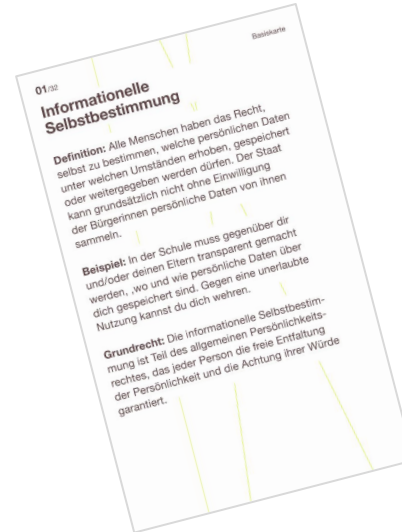 Basiskarte
01/32
Informationelle
Selbstbestimmung
Definition: Alle Menschen haben das Recht,
selbst zu bestimmen, welche persönlichen Daten
unter welchen Umständen erhoben, gespeichert
oder weitergegeben werden dürfen. Der Staat
kann grundsätzlich nicht ohne Einwilligung
der Bürgerinnen persönliche Daten von ihnen
sammeln.
Beispiel: In der Schule muss gegenüber dir
und/oder deinen Eltern transparent gemacht
werden, ‚wo und wie persönliche Daten über
dich gespeichert sind. Gegen eine unerlaubte
Nutzung kannst du dich wehren.
Grundrecht: Die informationelle Selbstbestim-
mung ist Teil des allgemeinen Persönlichkeits-
rechtes, das jeder Person die freie Entfaltung
der Persönlichkeit und die Achtung ihrer Würde
garantiert.